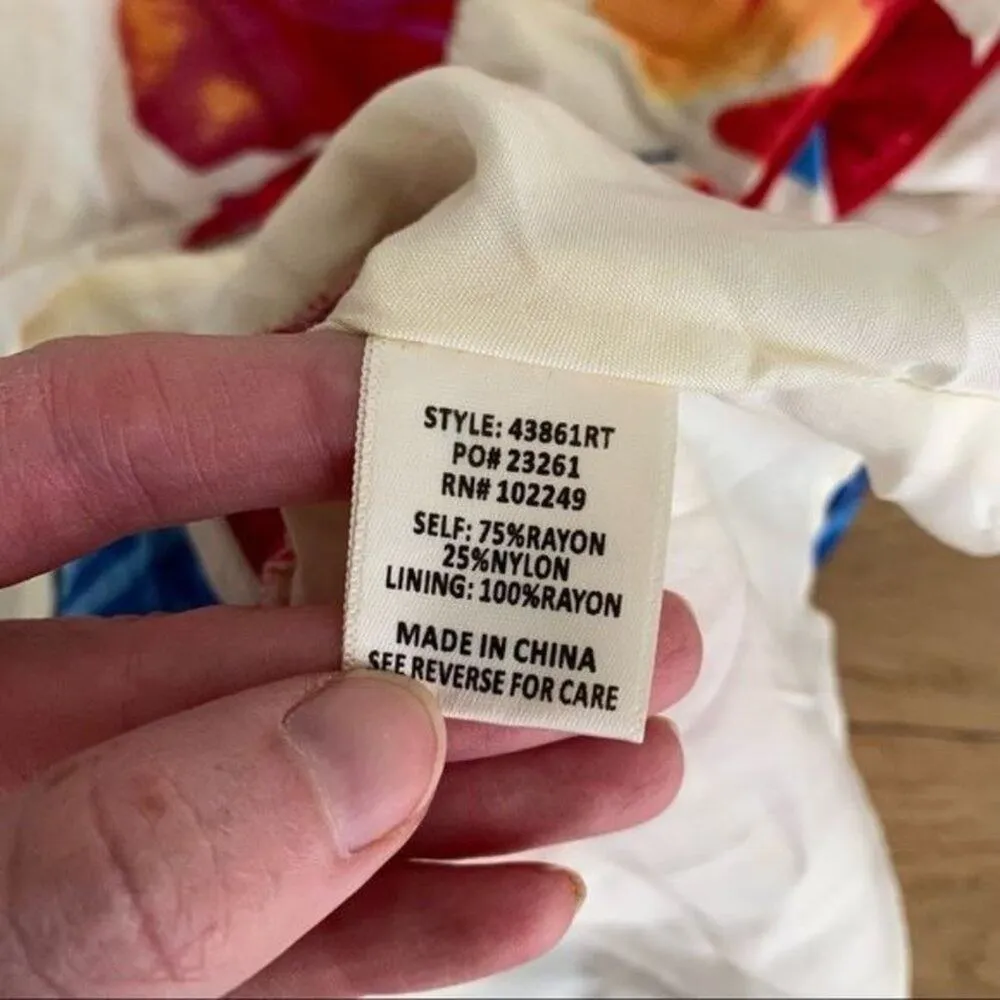 STYLE: 43861RT
PO# 23261
RN# 102249
SELF: 75%RAYON
25%NYLON
LINING: 100%RAYON
MADE IN CHINA
SEE REVERSE FOR CARE